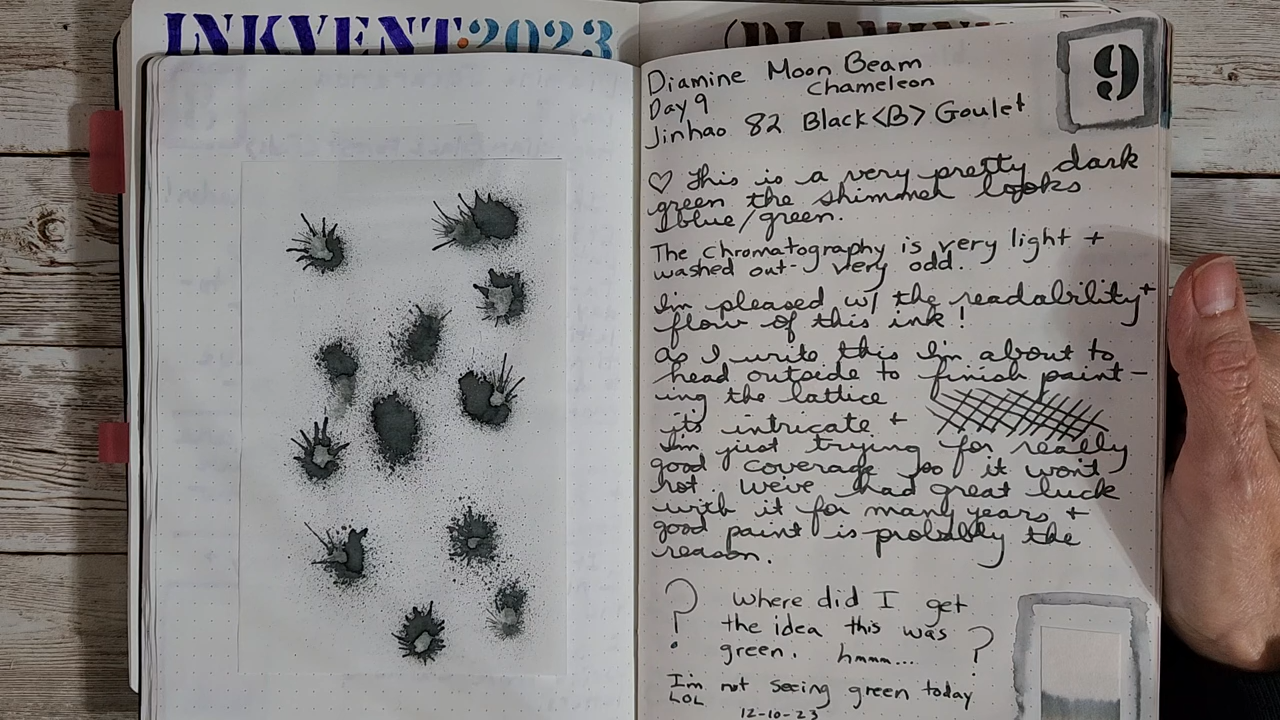 INKVENT 2023
(DIAMIN
9
Diamine Moon Beam
Chameleon
Day 9
Jinhao 82 Black <B> Goulet
♡ This is a very pretty dark
green the shimmer looks
blue/green.
The chromatography is very light +
washed out - very odd.
I'm pleased w/ the readability +
flow of this ink!
As I write this I'm about to
head outside to finish paint-
ing the lattice
it's intricate +
I'm just trying for really
good coverage so it won't
rot. We've had great luck
with it for many years +
good paint is probably the
reason.
? Where did I get
the idea this was
green. hmmm... ?
I'm not seeing green today
LOL
12-10-23